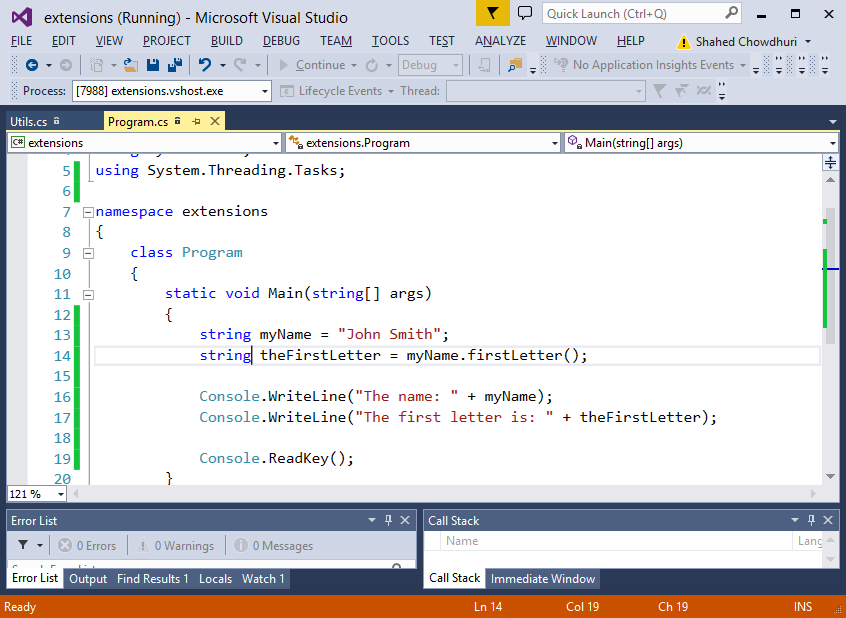 extensions (Running) - Microsoft Visual Studio
Quick Launch (Ctrl+Q)
FILE EDIT VIEW PROJECT BUILD DEBUG TEAM TOOLS TEST ANALYZE WINDOW HELP Shahed Chowdhuri
Continue Debug No Application Insights Events
Process: [7988] extensions.vshost.exe Lifecycle Events Thread:
Utils.cs Program.cs
C# extensions extensions.Program Main(string[] args)
5 using System.Threading.Tasks;
6
7 namespace extensions
8 {
9 class Program
10 {
11 static void Main(string[] args)
12 {
13 string myName = "John Smith";
14 string theFirstLetter = myName.firstLetter();
15
16 Console.WriteLine("The name: " + myName);
17 Console.WriteLine("The first letter is: " + theFirstLetter);
18
19 Console.ReadKey();
20 }
121 %
Error List
0 Errors 0 Warnings 0 Messages
Error List Output Find Results 1 Locals Watch 1
Call Stack
Name Lang
Call Stack Immediate Window
Ready Ln 14 Col 19 Ch 19 INS